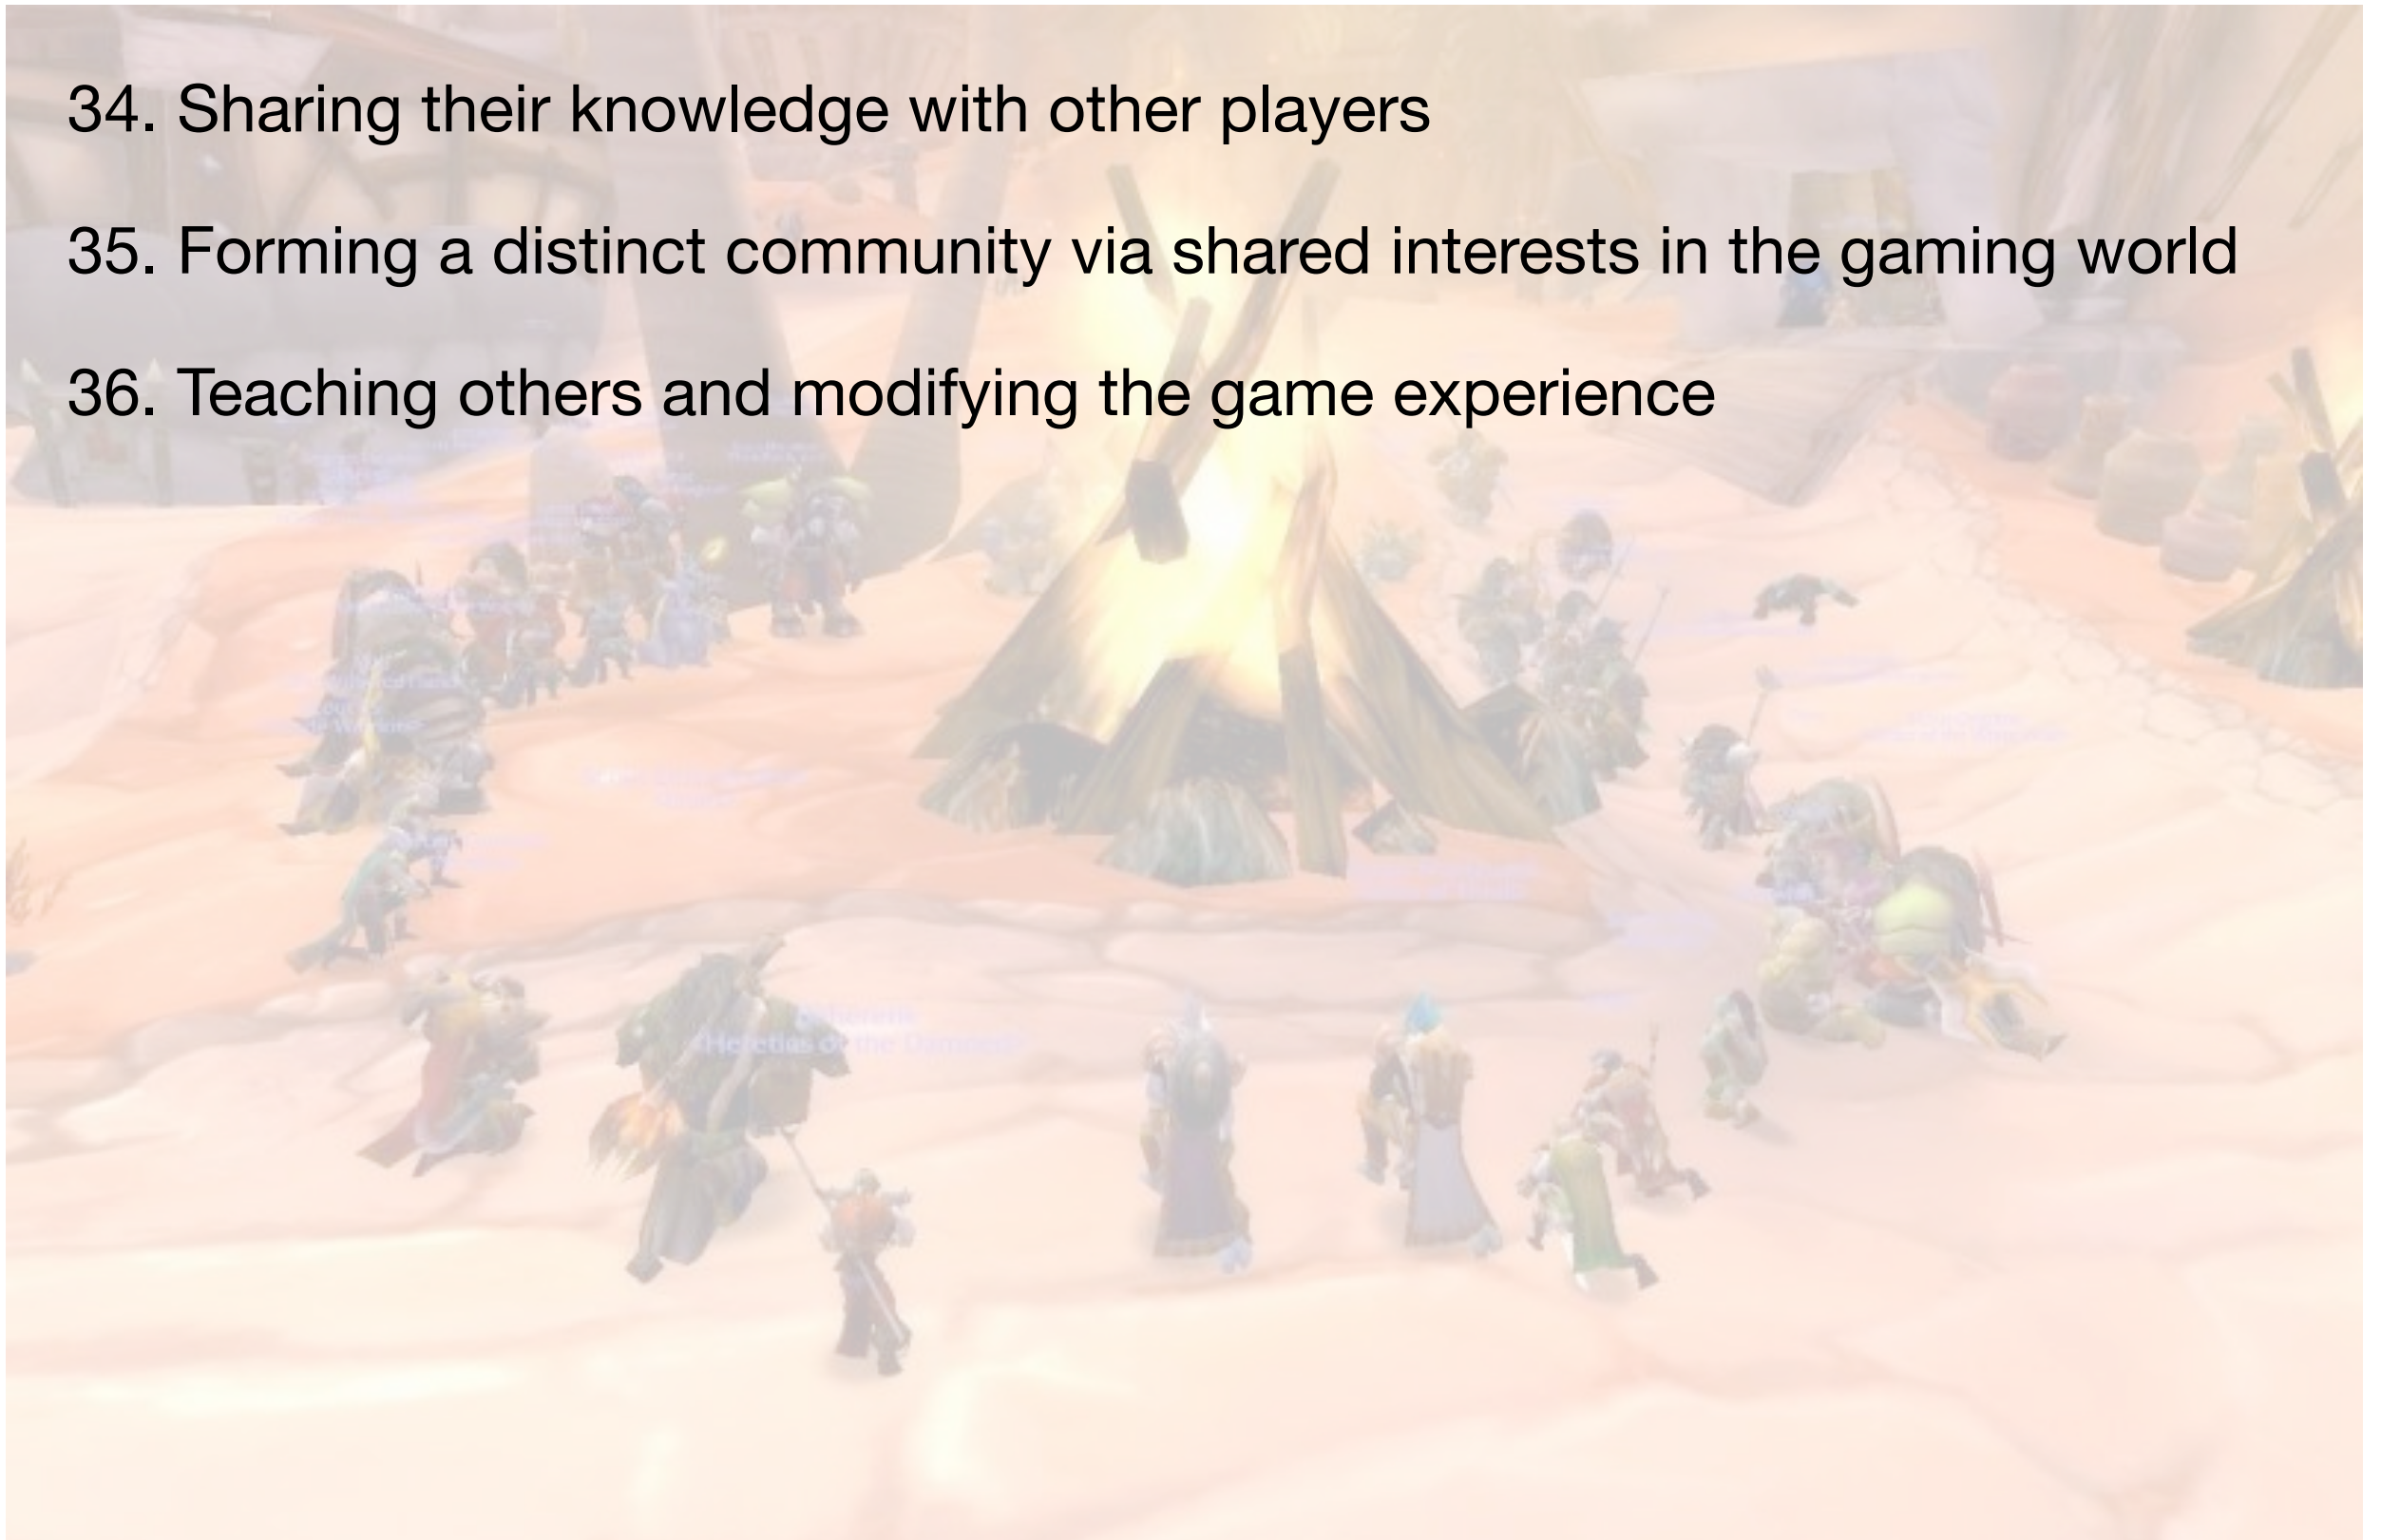 34. Sharing their knowledge with other players
35. Forming a distinct community via shared interests in the gaming world
36. Teaching others and modifying the game experience